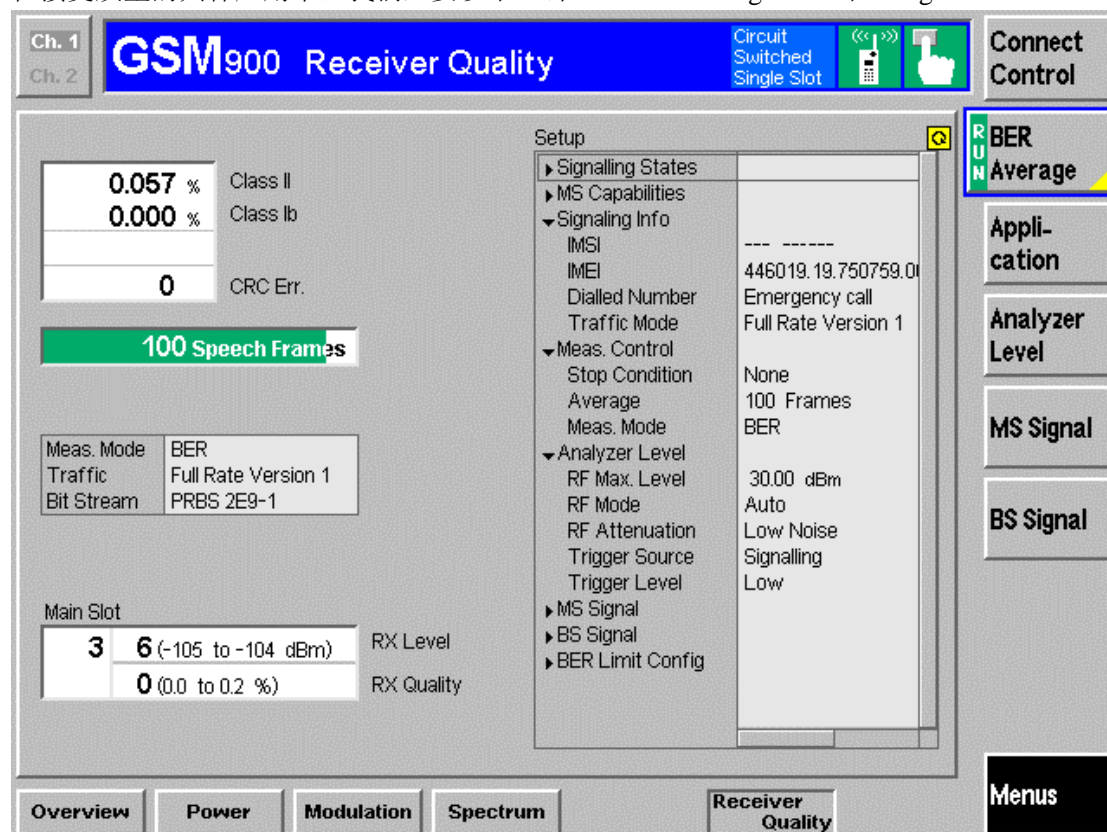 Ch. 1
Ch. 2
GSM900 Receiver Quality
Circuit
Switched
Single Slot
Connect
Control
0.057 % Class II
0.000 % Class Ib
0 CRC Err.
100 Speech Frames
Meas. Mode BER
Traffic Full Rate Version 1
Bit Stream PRBS 2E9-1
Main Slot
3 6 (-105 to -104 dBm) RX Level
0 (0.0 to 0.2 %) RX Quality
Setup
Signalling States
MS Capabilities
Signaling Info
IMSI --- ------
IMEI 446019.19.750759.0
Dialled Number Emergency call
Traffic Mode Full Rate Version 1
Meas. Control
Stop Condition None
Average 100 Frames
Meas. Mode BER
Analyzer Level
RF Max. Level 30.00 dBm
RF Mode Auto
RF Attenuation Low Noise
Trigger Source Signalling
Trigger Level Low
MS Signal
BS Signal
BER Limit Config
RUN
BER
Average
Appli-
cation
Analyzer
Level
MS Signal
BS Signal
Overview
Power
Modulation
Spectrum
Receiver
Quality
Menus